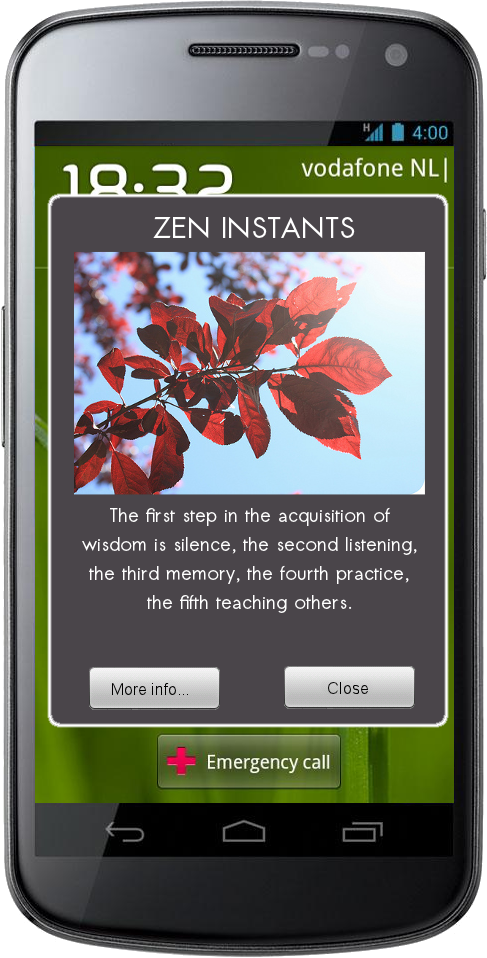 H 4:00
vodafone NL|
18:32
ZEN INSTANTS
The first step in the acquisition of
wisdom is silence, the second listening,
the third memory, the fourth practice,
the fifth teaching others.
More info... Close
Emergency call